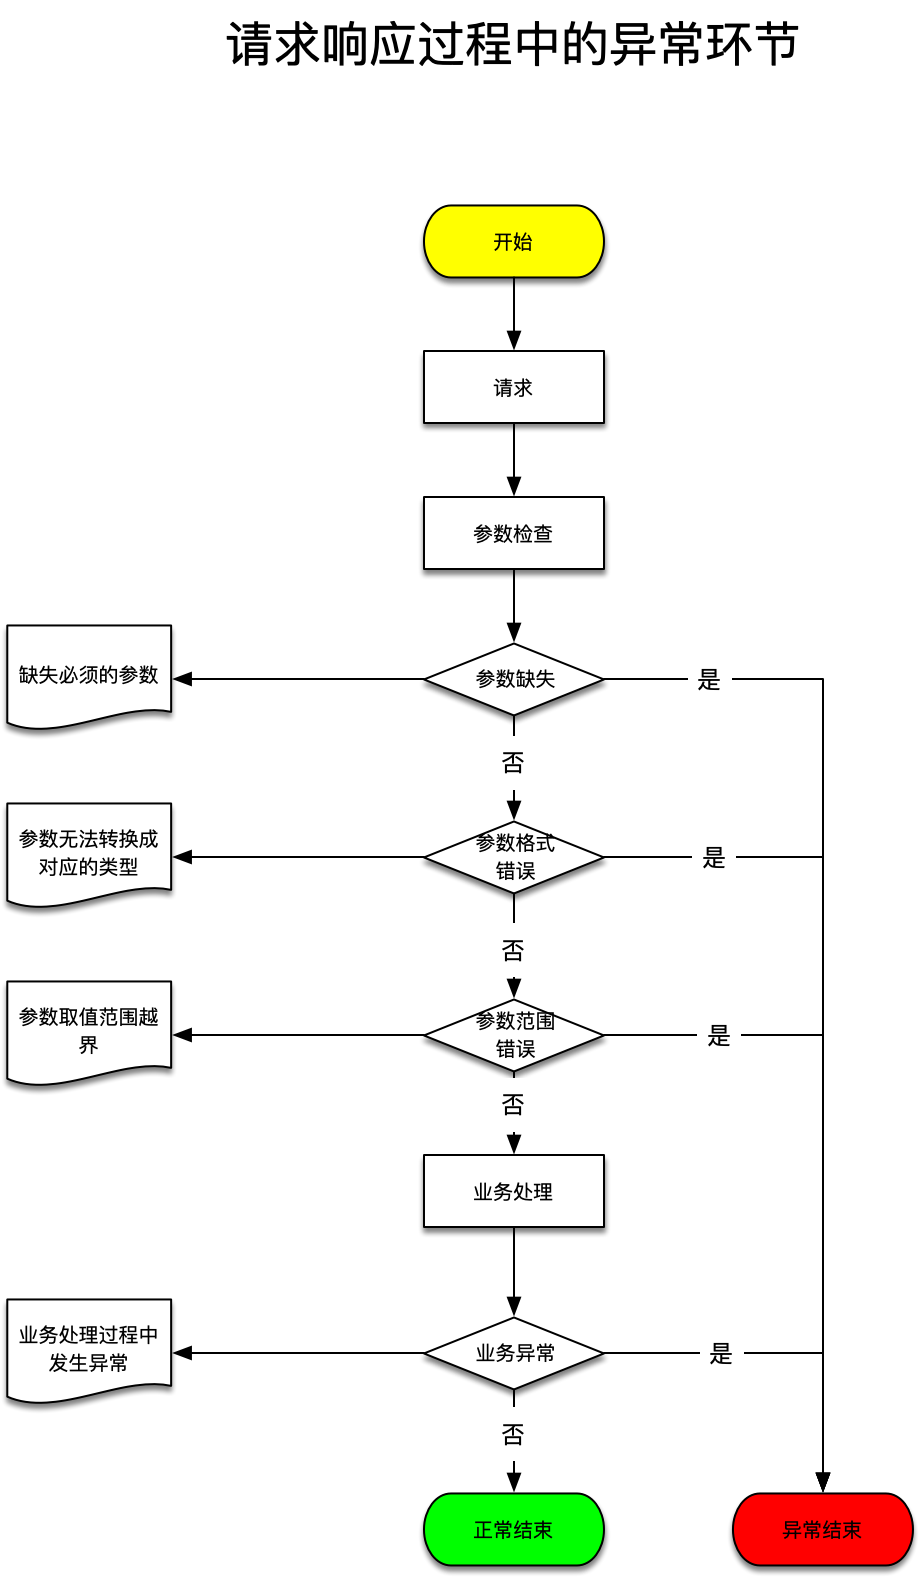 请求响应过程中的异常环节
开始
请求
参数检查
缺失必须的参数
参数缺失
是
否
参数无法转换成
对应的类型
参数格式
错误
是
否
参数取值范围越
界
参数范围
错误
是
否
业务处理
业务处理过程中
发生异常
业务异常
是
否
正常结束
异常结束